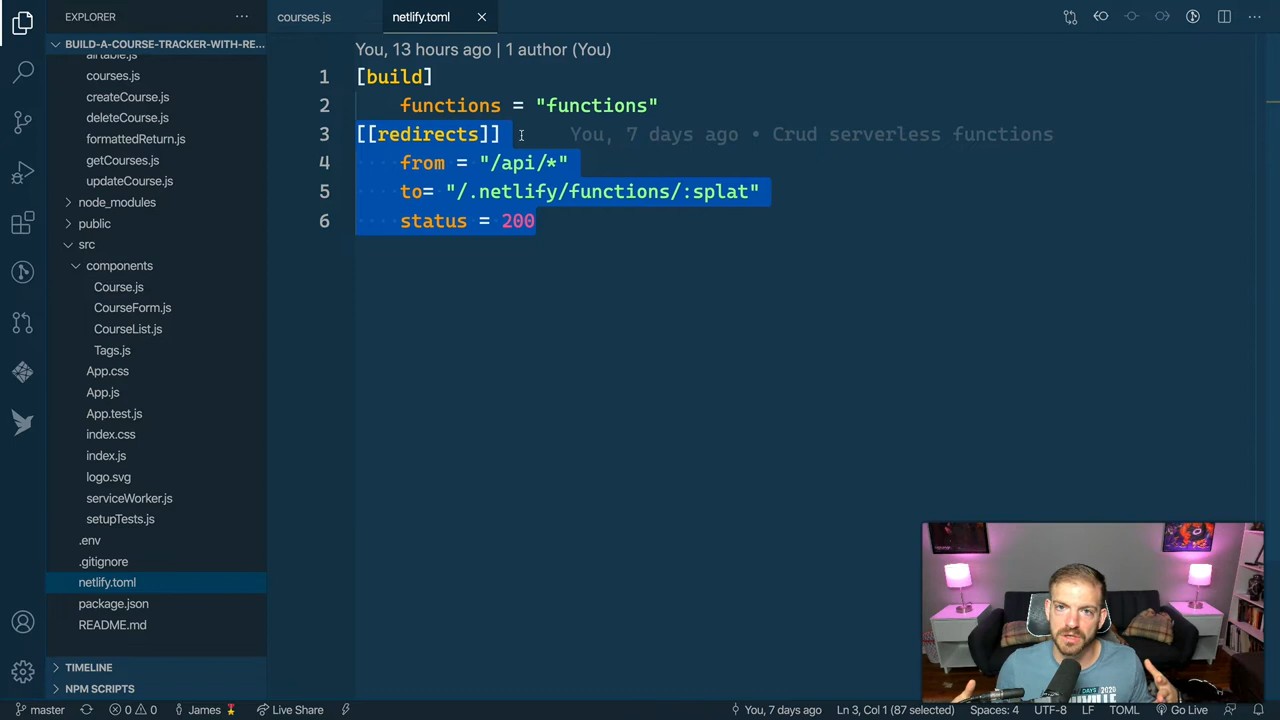 EXPLORER
···
courses.js
netlify.toml
BUILD-A-COURSE-TRACKER-WITH-RE...
airtable.js
courses.js
createCourse.js
deleteCourse.js
formattedReturn.js
getCourses.js
updateCourse.js
node_modules
public
src
components
Course.js
CourseForm.js
CourseList.js
Tags.js
App.css
App.js
App.test.js
index.css
index.js
logo.svg
serviceWorker.js
setupTests.js
.env
.gitignore
netlify.toml
package.json
README.md
TIMELINE
NPM SCRIPTS
You, 13 hours ago | 1 author (You)
1 [build]
2 functions = "functions"
3 [[redirects]] You, 7 days ago • Crud serverless functions
4 from = "/api/*"
5 to= "/.netlify/functions/:splat"
6 status = 200
DAYS 2020
master
0
0
James
Live Share
You, 7 days ago
Ln 3, Col 1 (87 selected)
Spaces: 4
UTF-8
LF
TOML
Go Live